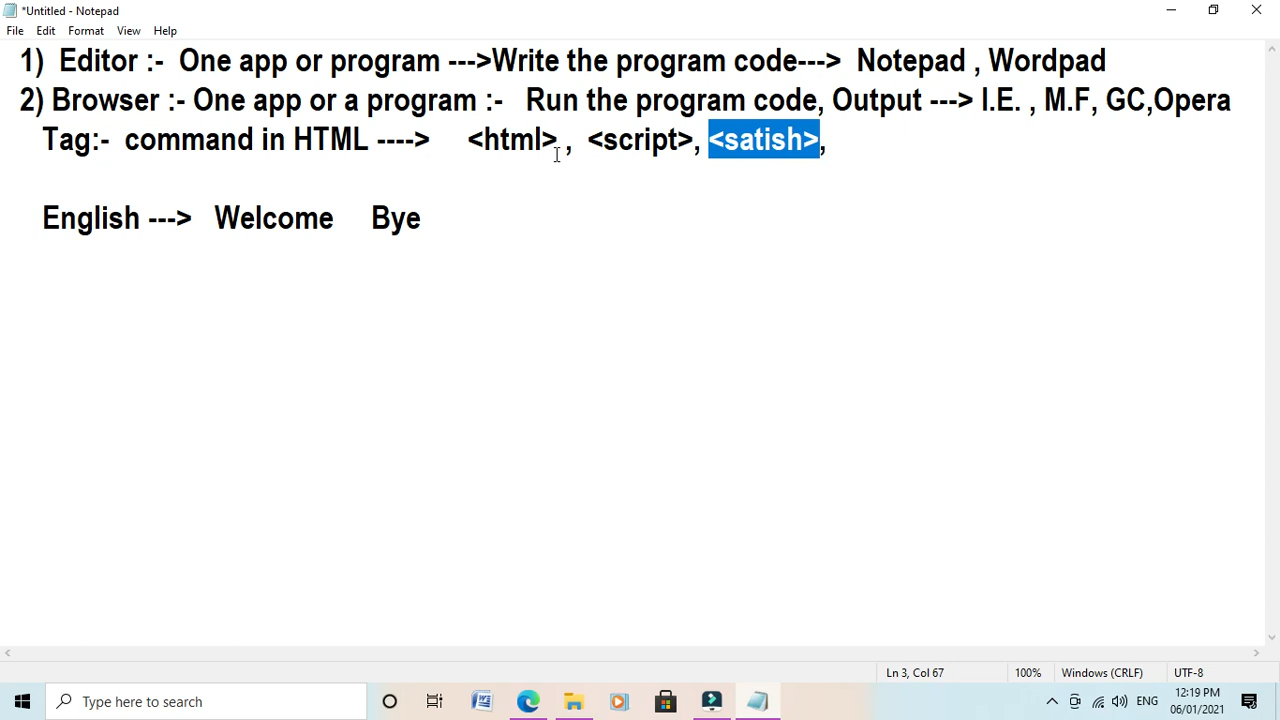 *Untitled - Notepad
File Edit Format View Help
1) Editor :- One app or program --->Write the program code---> Notepad , Wordpad
2) Browser :- One app or a program :- Run the program code, Output ---> I.E. , M.F, GC,Opera
Tag:- command in HTML ----> <html> , <script>, <satish>,
English ---> Welcome Bye
Ln 3, Col 67 100% Windows (CRLF) UTF-8
Type here to search
ENG
12:19 PM
06/01/2021